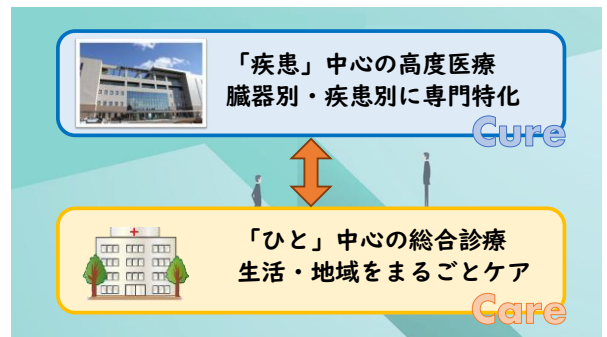 「疾患」中心の高度医療
臓器別・疾患別に専門特化
Cure
「ひと」中心の総合診療
生活・地域をまるごとケア
Care